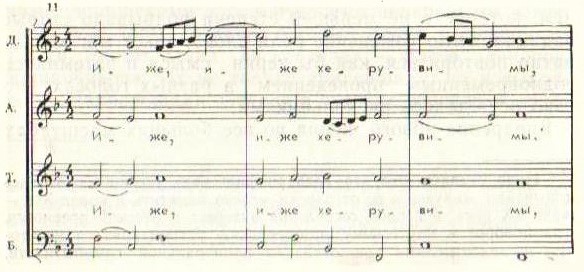 11
Д.
И - же, и - же хе - ру - ви - мы,
А.
И - же, и - же хе - ру - ви - мы.
Т.
И - же, и - же хе - ру - ви - мы,
Б.